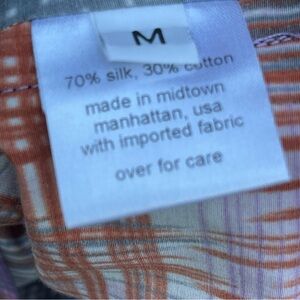 M
70% silk, 30% cotton
made in midtown
manhattan, usa
with imported fabric
over for care